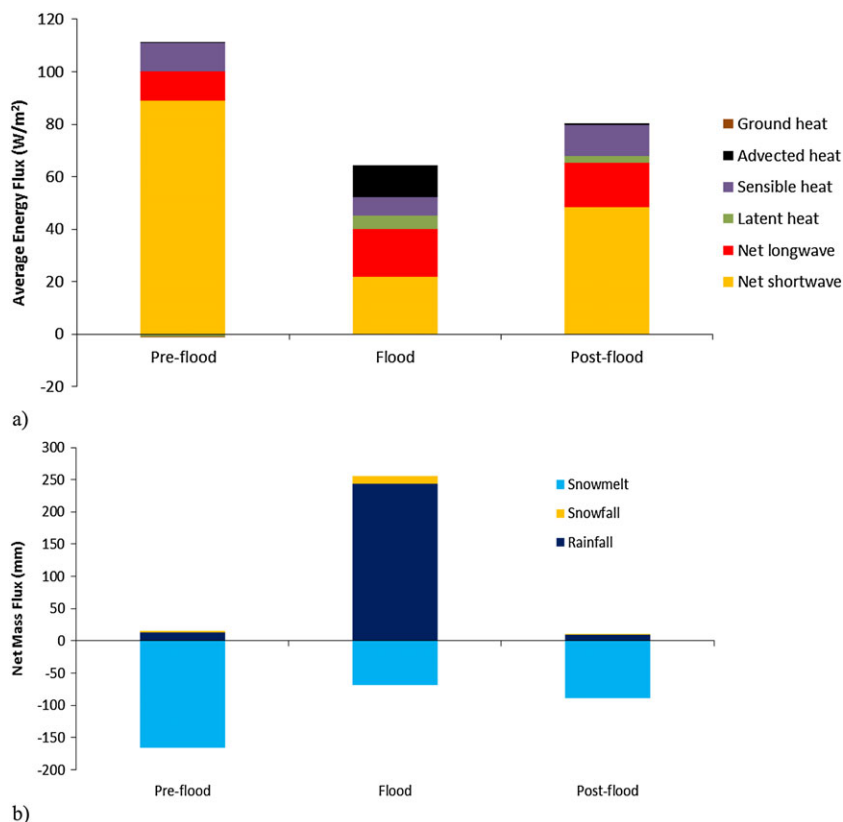 120
100
80
60
40
20
0
-20
Average Energy Flux (W/m²)
Pre-flood
Flood
Post-flood
Ground heat
Advected heat
Sensible heat
Latent heat
Net longwave
Net shortwave
a)
300
250
200
150
100
50
0
-50
-100
-150
-200
Net Mass Flux (mm)
Snowmelt
Snowfall
Rainfall
Pre-flood
Flood
Post-flood
b)